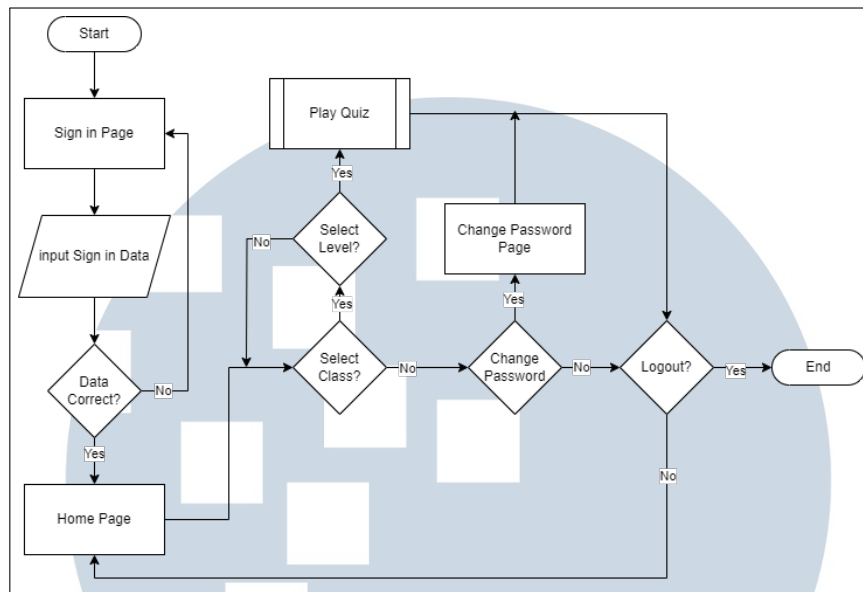 Start
Sign in Page
input Sign in Data
Data
Correct?
No
Yes
Home Page
Play Quiz
Yes
Select
Level?
No
Yes
Select
Class?
No
Change Password
Page
Yes
Change
Password
No
Logout?
Yes
End
No